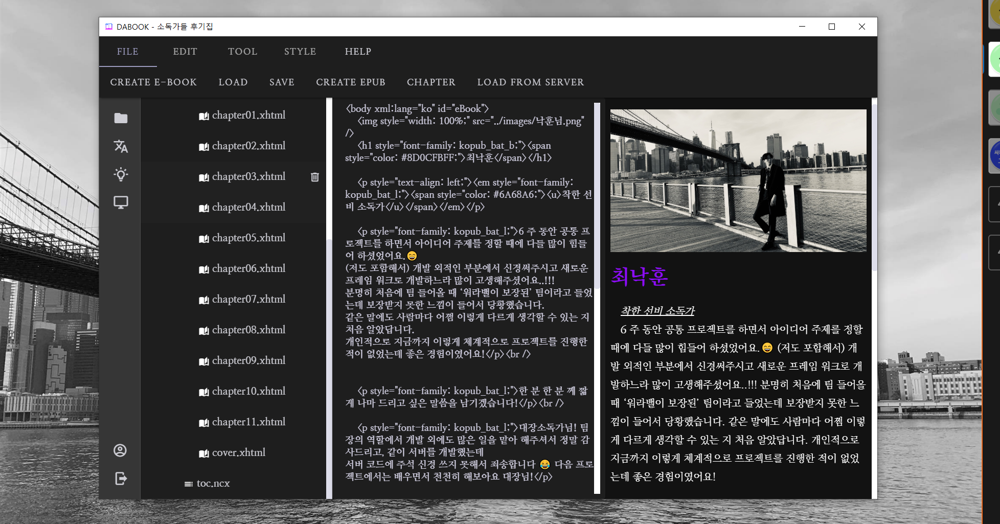 DABOOK - 소독가들 후기집
FILE EDIT TOOL STYLE HELP
CREATE E-BOOK LOAD SAVE CREATE EPUB CHAPTER LOAD FROM SERVER
chapter01.xhtml
chapter02.xhtml
chapter03.xhtml
chapter04.xhtml
chapter05.xhtml
chapter06.xhtml
chapter07.xhtml
chapter08.xhtml
chapter09.xhtml
chapter10.xhtml
chapter11.xhtml
cover.xhtml
toc.ncx
<body xml:lang="ko" id="eBook">
<img style="width: 100%;" src="../images/낙훈님.png"
/>
<h1 style="font-family: kopub_bat_b;"><span
style="color: #8D0CFBFF;">최낙훈</span></h1>
<p style="text-align: left;"><em style="font-family:
kopub_bat_l;"><span style="color: #6A68A6;"><u>착한 선
비 소독가</u></span></em></p>
<p style="font-family: kopub_bat_l;">6 주 동안 공통 프
로젝트를 하면서 아이디어 주제를 정할 때에 다들 많이 힘들
어 하셨었어요.😄
(저도 포함해서) 개발 외적인 부분에서 신경써주시고 새로운
프레임 워크로 개발하느라 많이 고생해주셨어요..!!!
분명히 처음에 팀 들어올 때 ‘워라밸이 보장된’ 팀이라고 들었
는데 보장받지 못한 느낌이 들어서 당황했습니다.
같은 말에도 사람마다 어쩜 이렇게 다르게 생각할 수 있는 지
처음 알았답니다.
개인적으로 지금까지 이렇게 체계적으로 프로젝트를 진행한
적이 없었는데 좋은 경험이였어요!</p><br />
<p style="font-family: kopub_bat_l;">한 분 한 분 께 짧
게 나마 드리고 싶은 말씀을 남기겠습니다!</p><br />
<p style="font-family: kopub_bat_l;">대장소독가님! 팀
장의 역할에서 개발 외에도 많은 일을 맡아 해주셔서 정말 감
사드리고, 같이 서버를 개발했는데
서버 코드에 주석 신경 쓰지 못해서 죄송합니다 😂 다음 프로
젝트에서는 배우면서 천천히 해보아요 대장님!</p>
최낙훈
착한 선비 소독가
6 주 동안 공통 프로젝트를 하면서 아이디어 주제를 정할
때에 다들 많이 힘들어 하셨었어요.😄 (저도 포함해서) 개
발 외적인 부분에서 신경써주시고 새로운 프레임 워크로 개
발하느라 많이 고생해주셨어요..!!! 분명히 처음에 팀 들어올
때 ‘워라밸이 보장된’ 팀이라고 들었는데 보장받지 못한 느
낌이 들어서 당황했습니다. 같은 말에도 사람마다 어쩜 이렇
게 다르게 생각할 수 있는 지 처음 알았답니다. 개인적으로
지금까지 이렇게 체계적으로 프로젝트를 진행한 적이 없었
는데 좋은 경험이였어요!